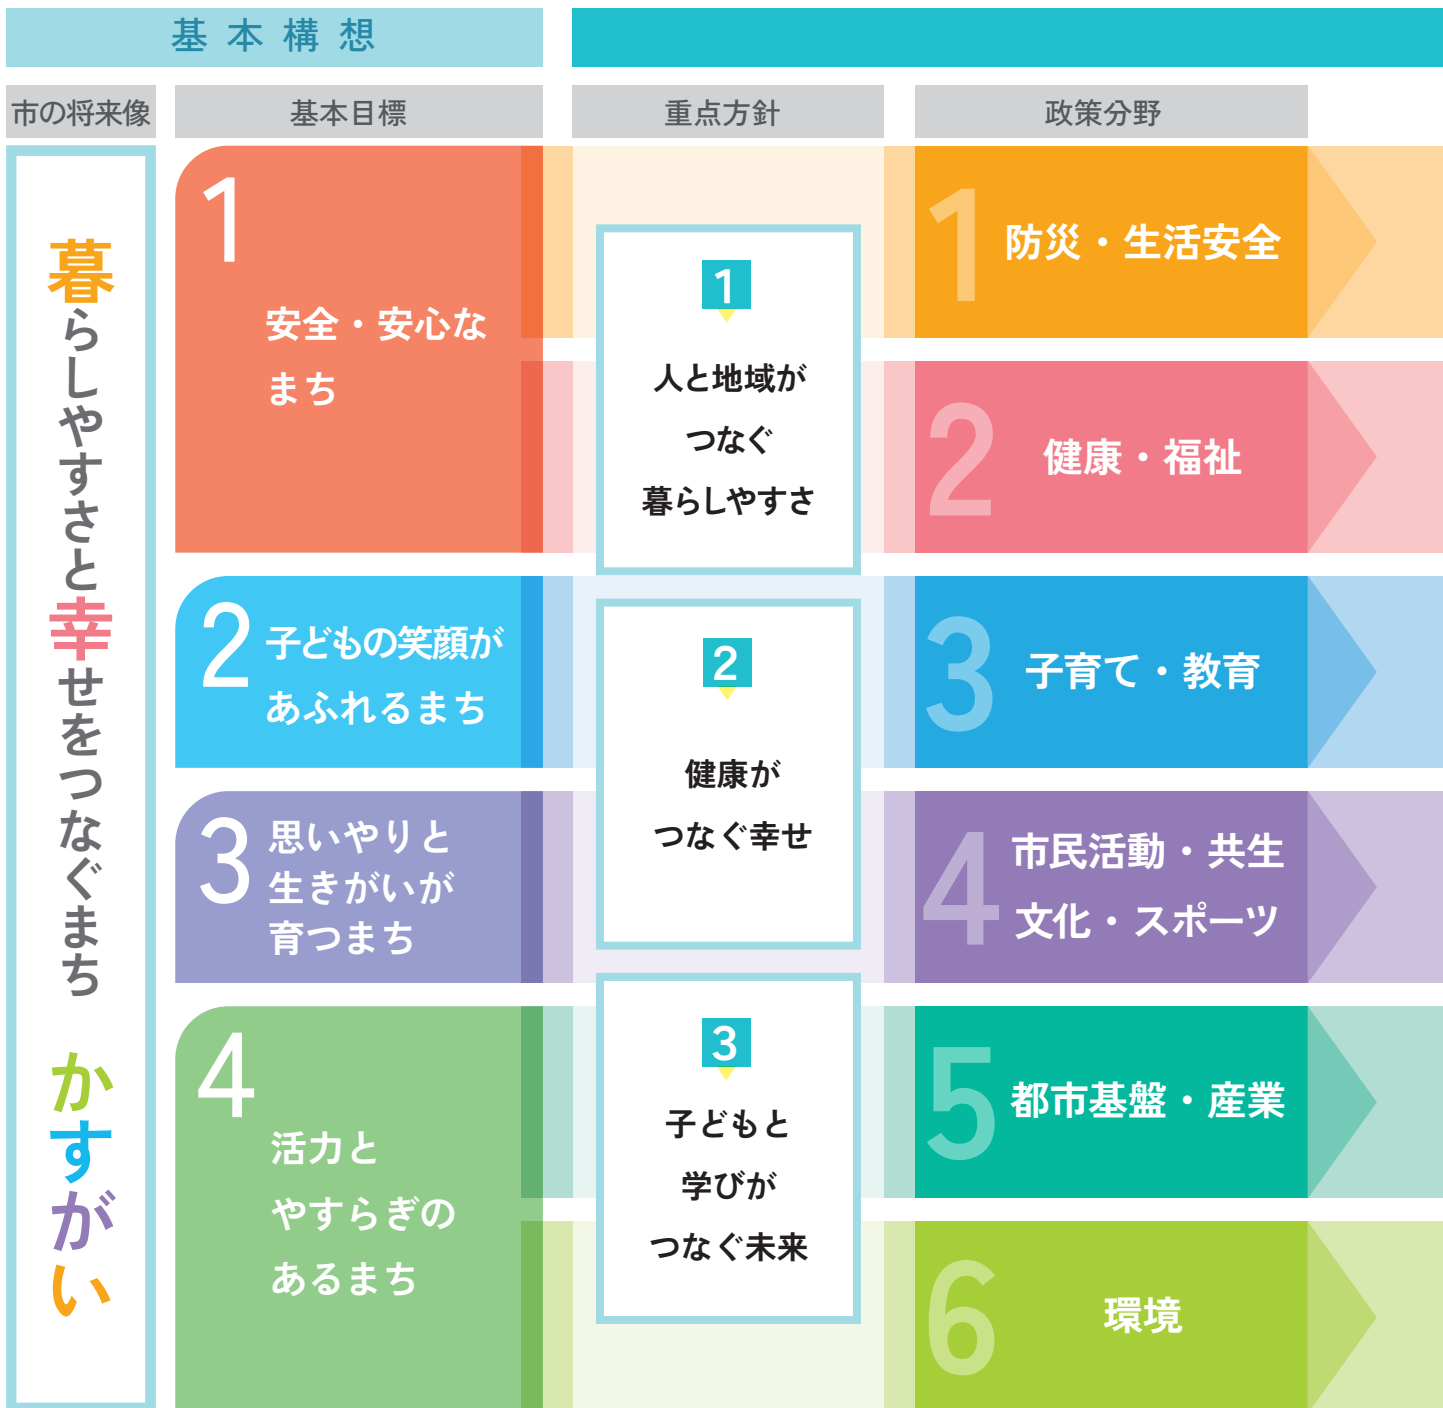 基本構想
市の将来像
基本目標
重点方針
政策分野
暮らしやすさと幸せをつなぐまち かすがい
1
安全・安心な
まち
2
子どもの笑顔が
あふれるまち
3
思いやりと
生きがいが
育つまち
4
活力と
やすらぎの
あるまち
1
人と地域が
つなぐ
暮らしやすさ
2
健康が
つなぐ幸せ
3
子どもと
学びが
つなぐ未来
1
防災・生活安全
2
健康・福祉
3
子育て・教育
4
市民活動・共生
文化・スポーツ
5
都市基盤・産業
6
環境